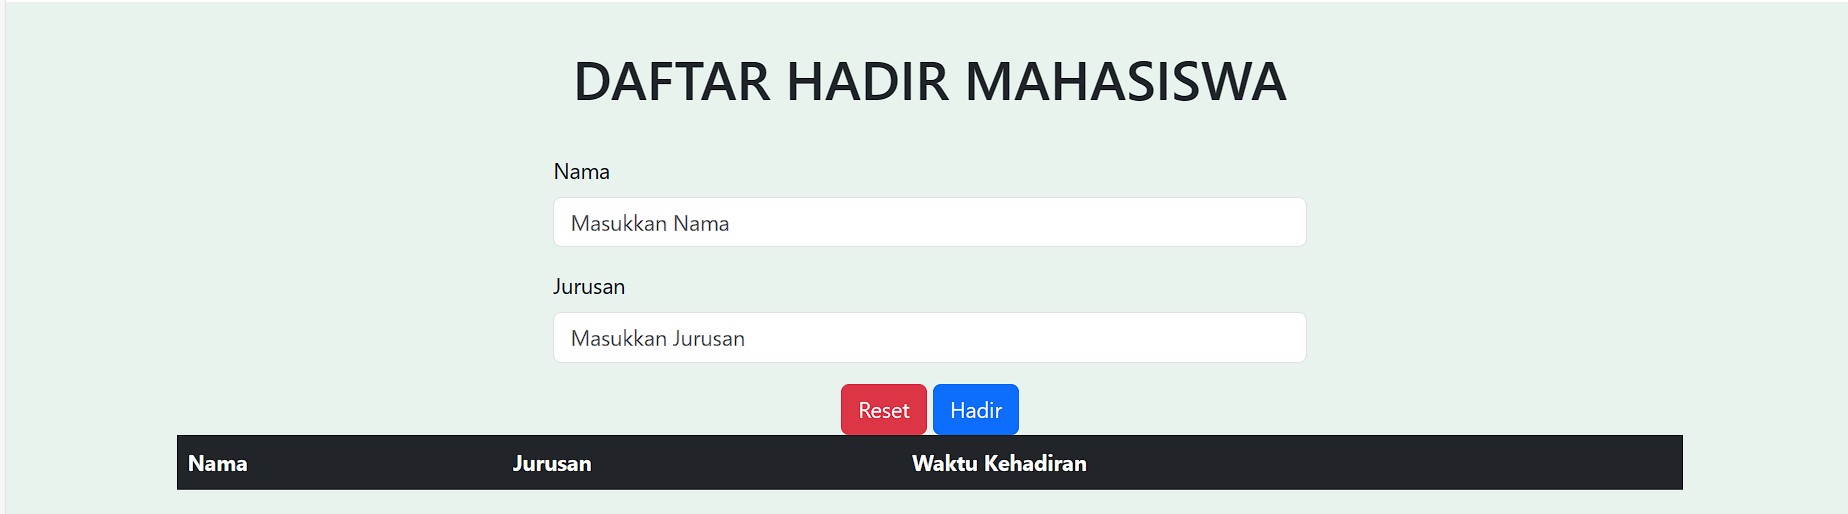 DAFTAR HADIR MAHASISWA
Nama
Masukkan Nama
Jurusan
Masukkan Jurusan
Reset Hadir
Nama Jurusan Waktu Kehadiran